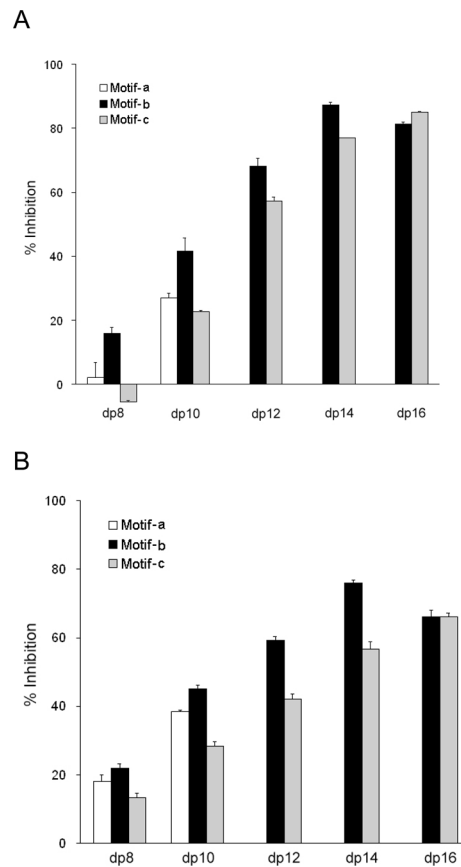 A
100
80
60
40
20
0
% Inhibition
Motif-a
Motif-b
Motif-c
dp8 dp10 dp12 dp14 dp16
B
100
80
60
40
20
0
% Inhibition
Motif-a
Motif-b
Motif-c
dp8 dp10 dp12 dp14 dp16